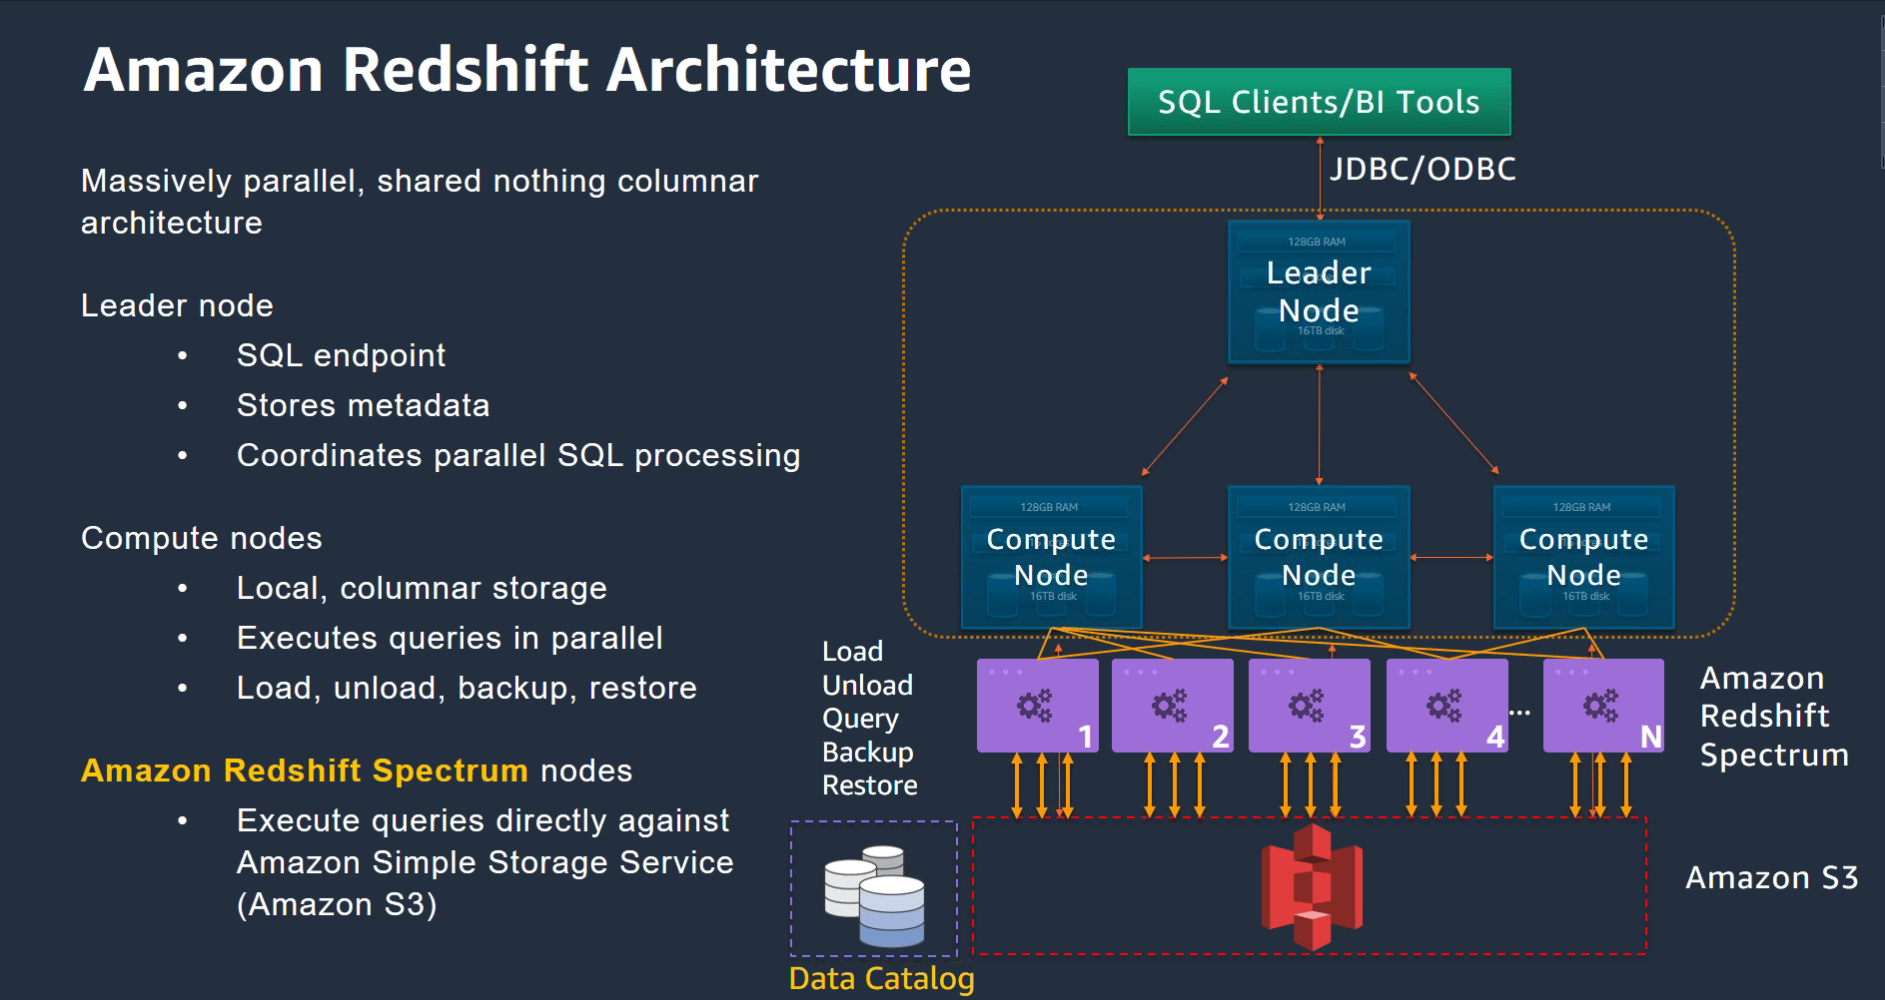 Amazon Redshift Architecture
Massively parallel, shared nothing columnar
architecture
Leader node
• SQL endpoint
• Stores metadata
• Coordinates parallel SQL processing
Compute nodes
• Local, columnar storage
• Executes queries in parallel
• Load, unload, backup, restore
Amazon Redshift Spectrum nodes
• Execute queries directly against
Amazon Simple Storage Service
(Amazon S3)
SQL Clients/BI Tools
JDBC/ODBC
128GB RAM
Leader
Node
16TB disk
128GB RAM
Compute
Node
16TB disk
128GB RAM
Compute
Node
16TB disk
128GB RAM
Compute
Node
16TB disk
Load
Unload
Query
Backup
Restore
1
2
3
4
...
N
Amazon
Redshift
Spectrum
Data Catalog
Amazon S3